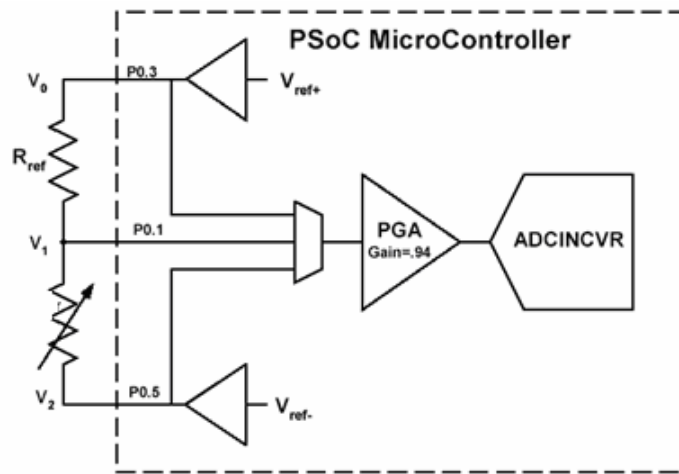 PSoC MicroController
V0
P0.3
Vref+
Rref
V1
P0.1
PGA
Gain=.94
ADCINCVR
V2
P0.5
Vref-